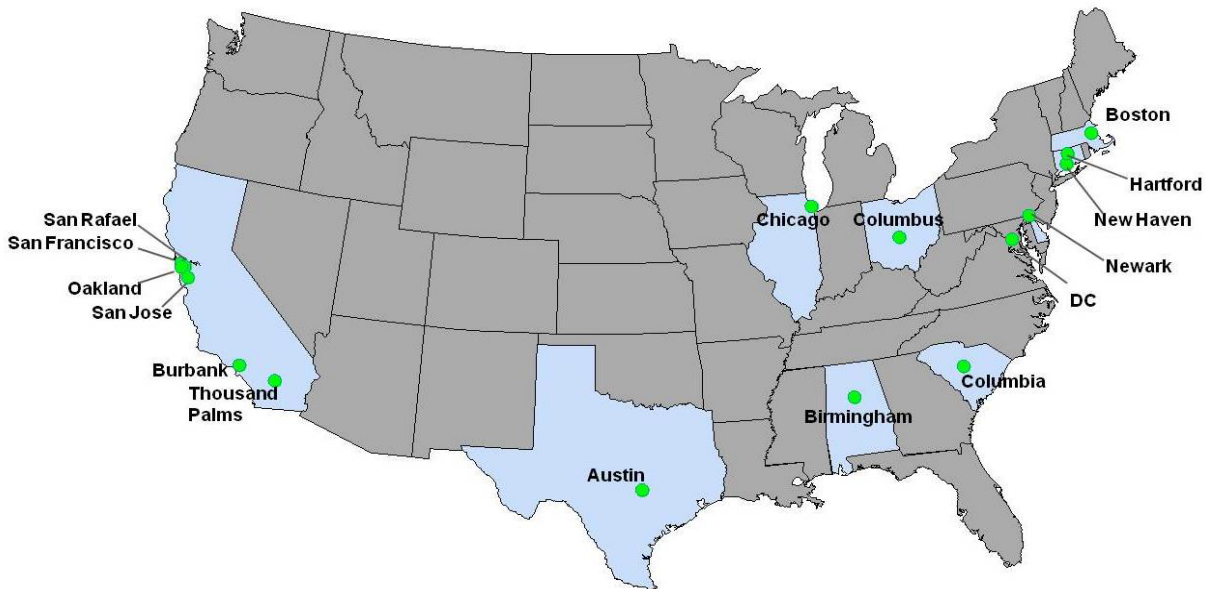 Boston
Hartford
New Haven
Newark
DC
Chicago
Columbus
San Rafael
San Francisco
Oakland
San Jose
Burbank
Thousand
Palms
Columbia
Birmingham
Austin